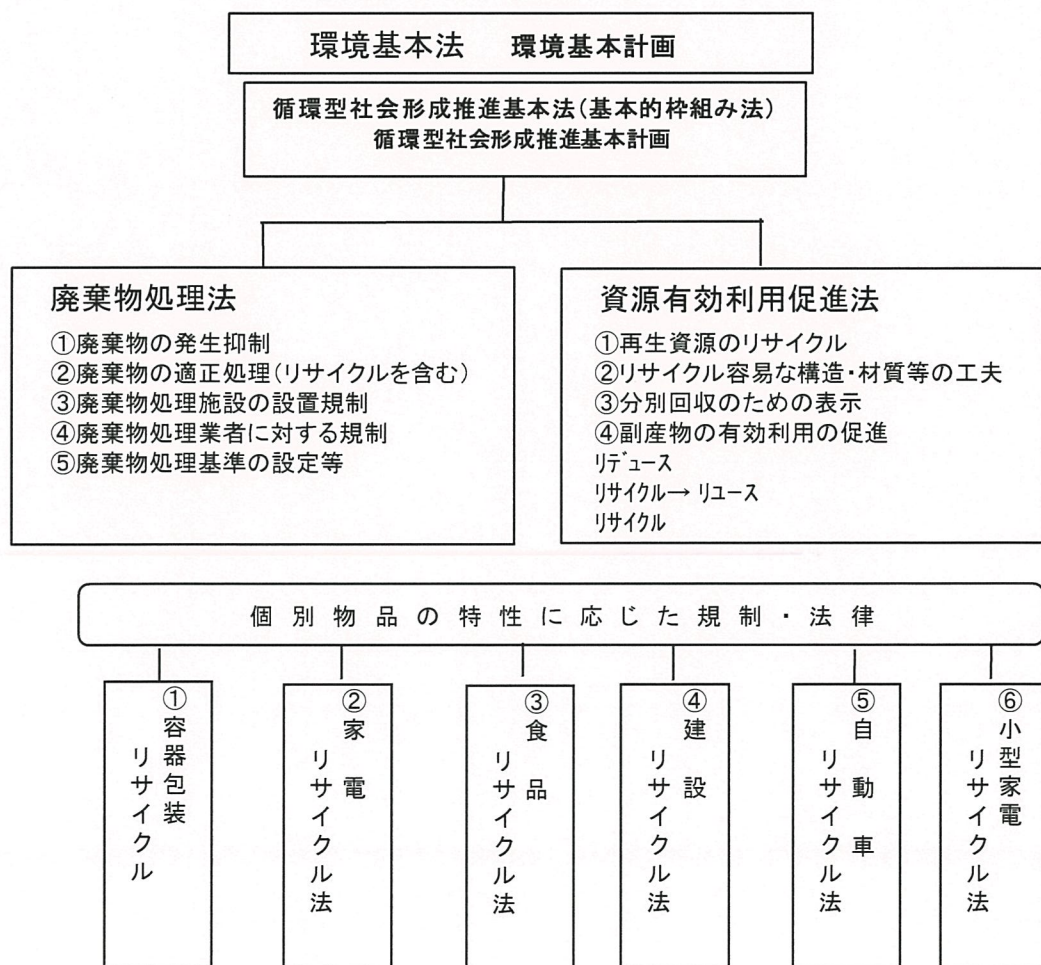 環境基本法 環境基本計画
循環型社会形成推進基本法(基本的枠組み法)
循環型社会形成推進基本計画
廃棄物処理法
①廃棄物の発生抑制
②廃棄物の適正処理(リサイクルを含む)
③廃棄物処理施設の設置規制
④廃棄物処理業者に対する規制
⑤廃棄物処理基準の設定等
資源有効利用促進法
①再生資源のリサイクル
②リサイクル容易な構造・材質等の工夫
③分別回収のための表示
④副産物の有効利用の促進
ﾘﾃﾞｭｰｽ
ﾘｻｲｸﾙ→ ﾘﾕｰｽ
ﾘｻｲｸﾙ
個別物品の特性に応じた規制・法律
①容器包装
リサイクル
②家電
リサイクル法
③食品
リサイクル法
④建設
リサイクル法
⑤自動車
リサイクル法
⑥小型家電
リサイクル法